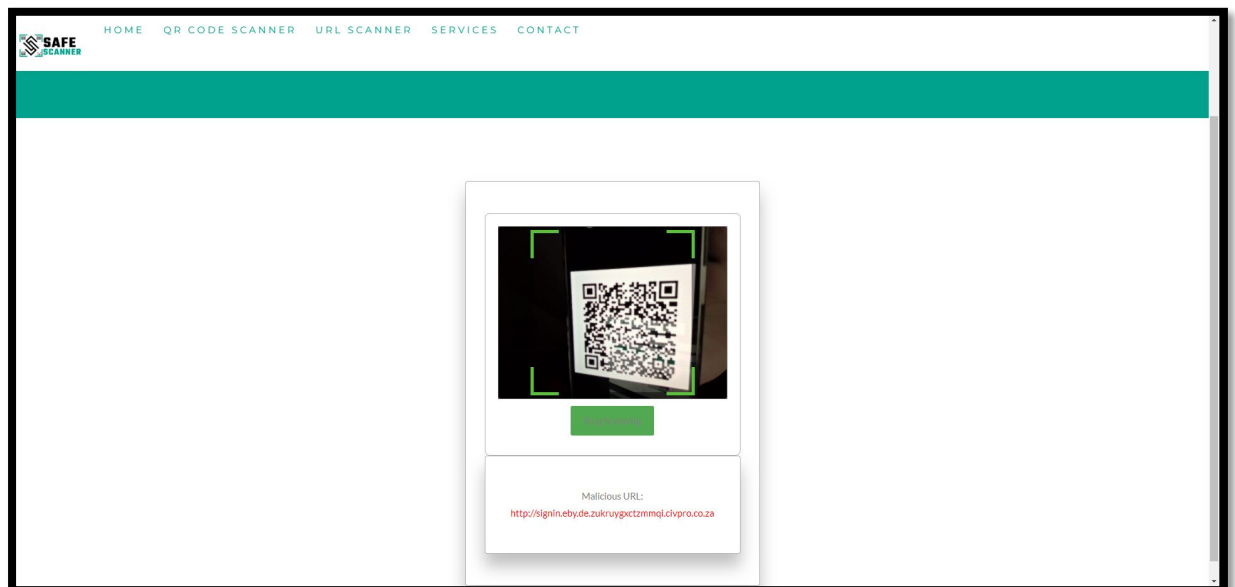 SAFE
SCANNER
HOME QR CODE SCANNER URL SCANNER SERVICES CONTACT
Malicious URL:
http://signin.eby.de.zukruygxctzmmqi.civpro.co.za